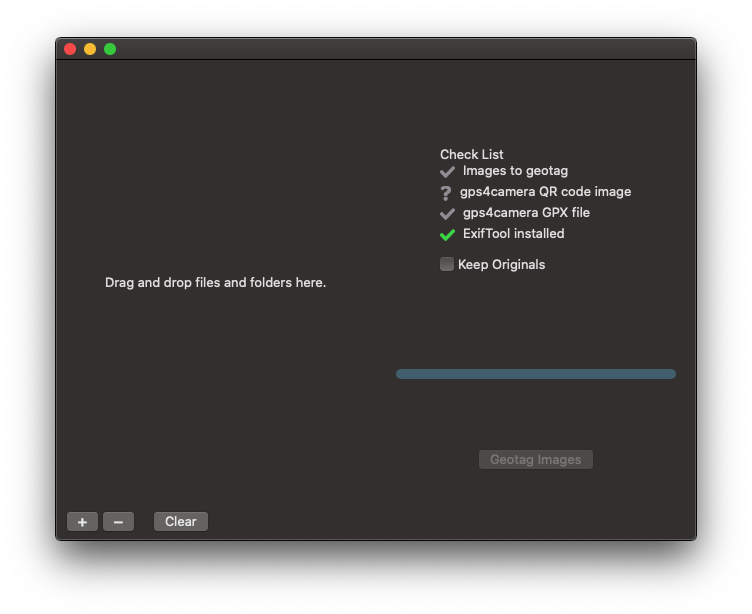 Check List
Images to geotag
? gps4camera QR code image
gps4camera GPX file
ExifTool installed
Keep Originals
Drag and drop files and folders here.
Geotag Images
+ − Clear